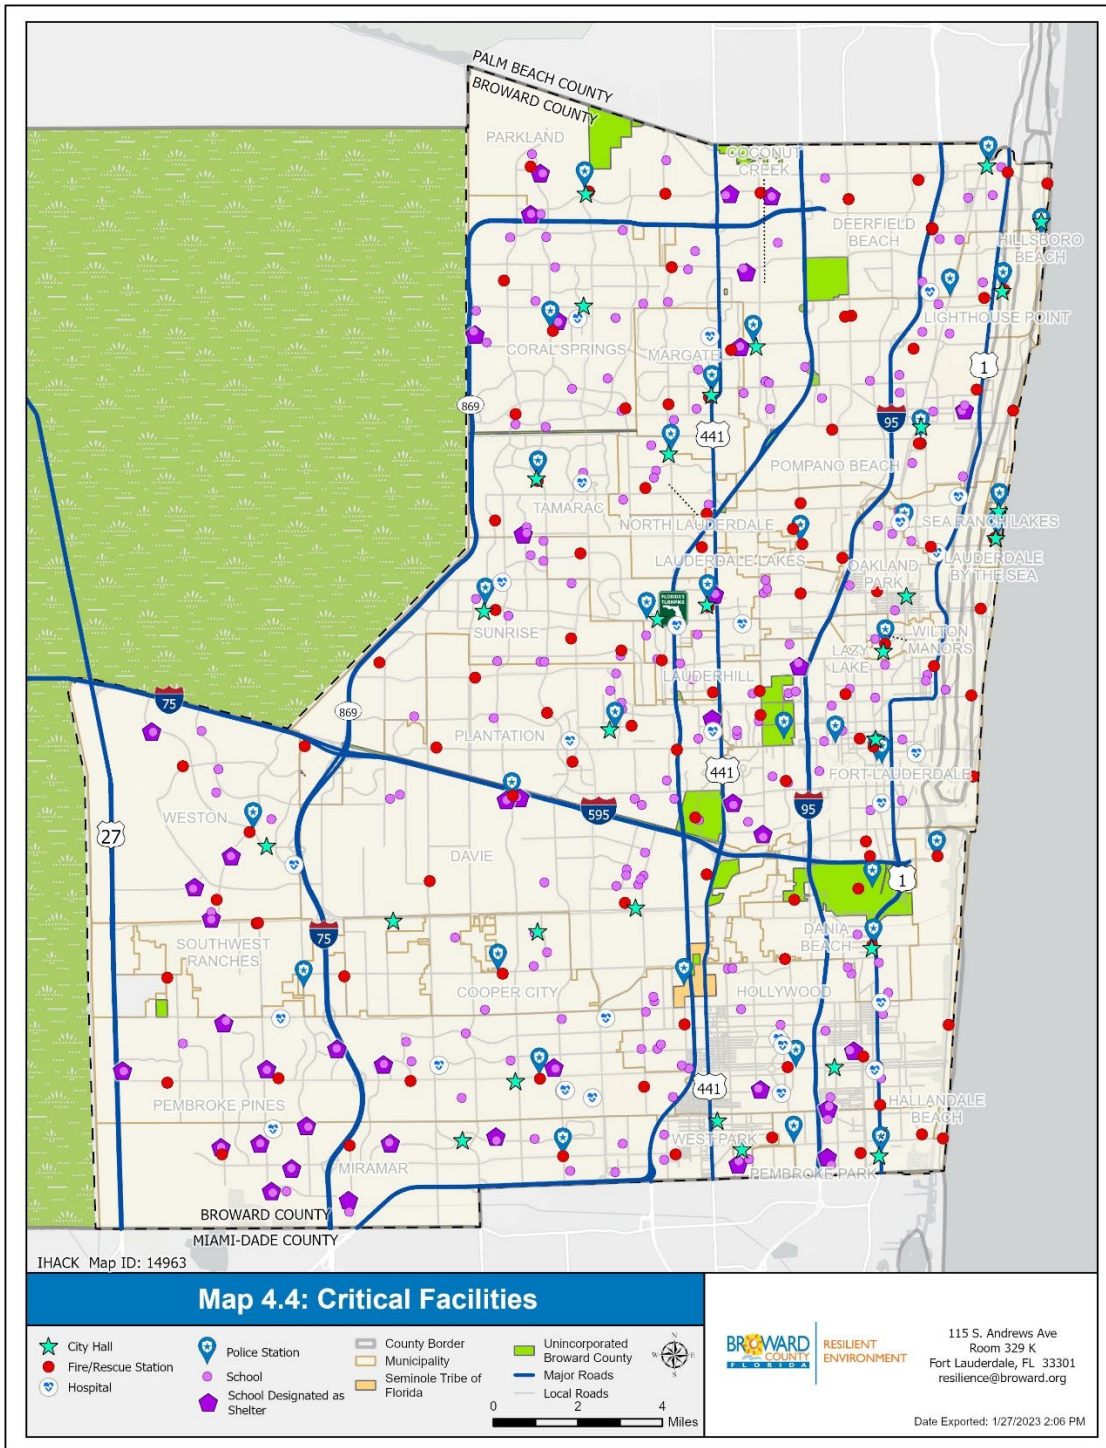 PALM BEACH COUNTY
BROWARD COUNTY
PARKLAND
COCONUT
CREEK
DEERFIELD
BEACH
HILLSBORO
BEACH
LIGHTHOUSE POINT
CORAL SPRINGS
MARGATE
1
869
95
441
POMPANO BEACH
TAMARAC
NORTH LAUDERDALE
SEA RANCH LAKES
LAUDERDALE LAKES
LAUDERDALE
BY THE SEA
OAKLAND
PARK
FLORIDA'S
TURNPIKE
SUNRISE
WILTON
MANORS
LAZY
LAKE
LAUDERHILL
75
869
PLANTATION
441
FORT LAUDERDALE
595
95
WESTON
27
DAVIE
1
75
SOUTHWEST
RANCHES
DANIA
BEACH
COOPER CITY
HOLLYWOOD
441
PEMBROKE PINES
HALLANDALE
BEACH
WEST PARK
MIRAMAR
PEMBROKE PARK
BROWARD COUNTY
MIAMI-DADE COUNTY
IHACK Map ID: 14963
Map 4.4: Critical Facilities
City Hall
Fire/Rescue Station
Hospital
Police Station
School
School Designated as
Shelter
County Border
Municipality
Seminole Tribe of
Florida
Unincorporated
Broward County
Major Roads
Local Roads
N
W
E
S
0 2 4
Miles
BROWARD
COUNTY
FLORIDA
RESILIENT
ENVIRONMENT
115 S. Andrews Ave
Room 329 K
Fort Lauderdale, FL 33301
resilience@broward.org
Date Exported: 1/27/2023 2:06 PM